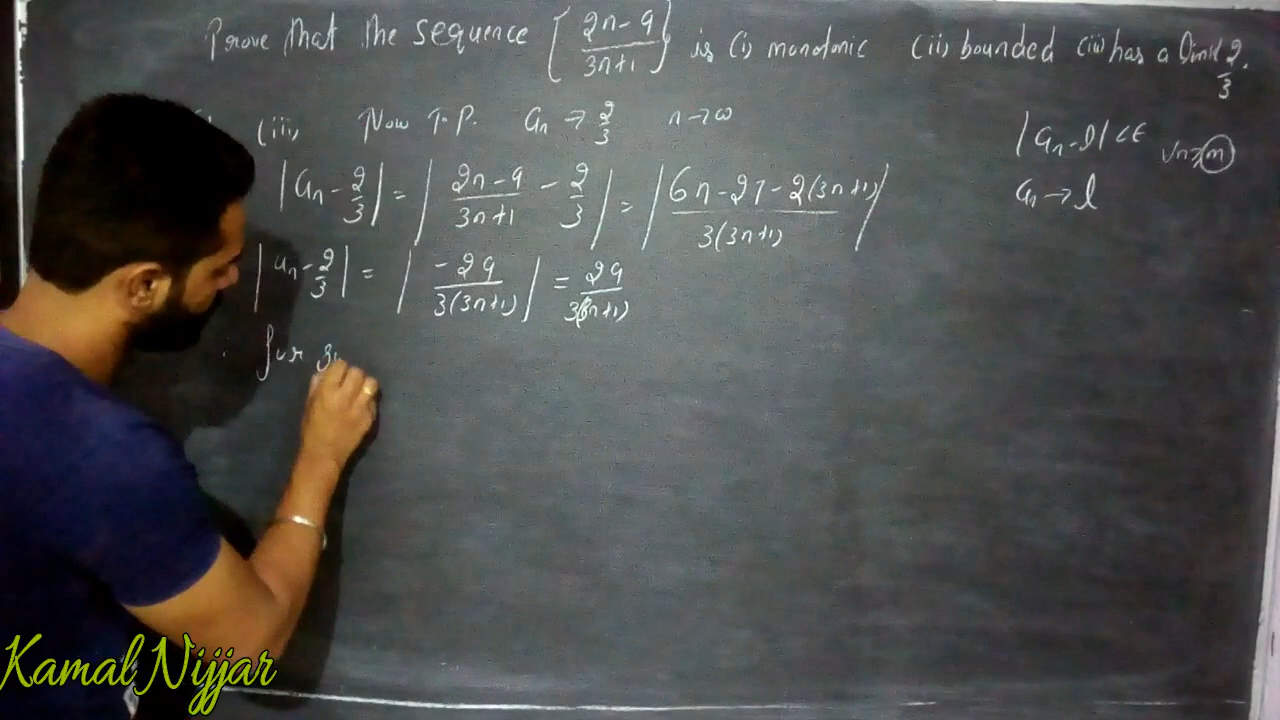 Prove that the sequence {2n-9/3n+1} is (i) monotonic (ii) bounded (iii) has a limit 2/3.
(iii) Now T.P. an → 2/3 n→∞
|an-l|<ϵ ∀n≥m
an → l
|an - 2/3| = |2n-9/3n+1 - 2/3| = |6n-27-2(3n+1)/3(3n+1)|
|an - 2/3| = |-29/3(3n+1)| = 29/3(3n+1)
for
Kamal Nijjar